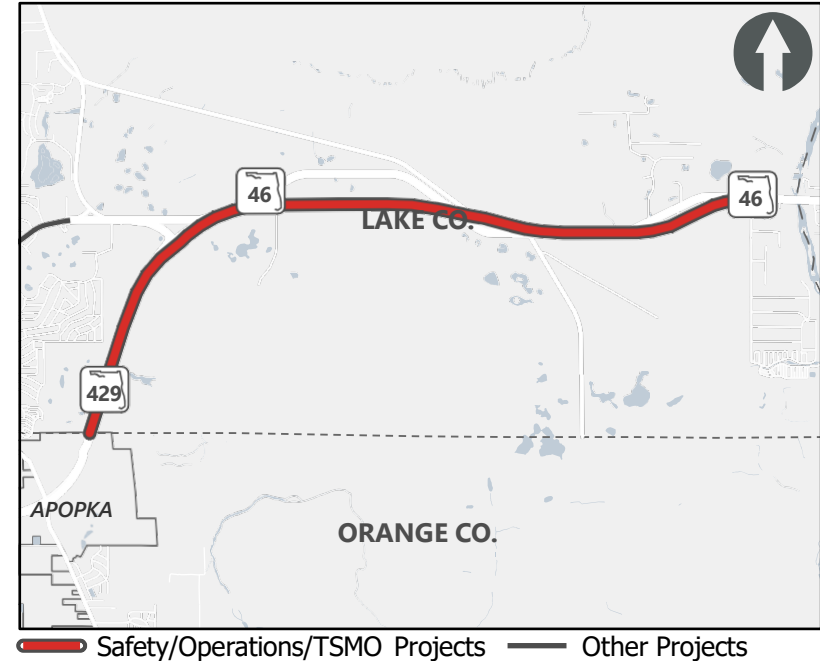 46
46
LAKE CO.
429
APOPKA
ORANGE CO.
Safety/Operations/TSMO Projects Other Projects